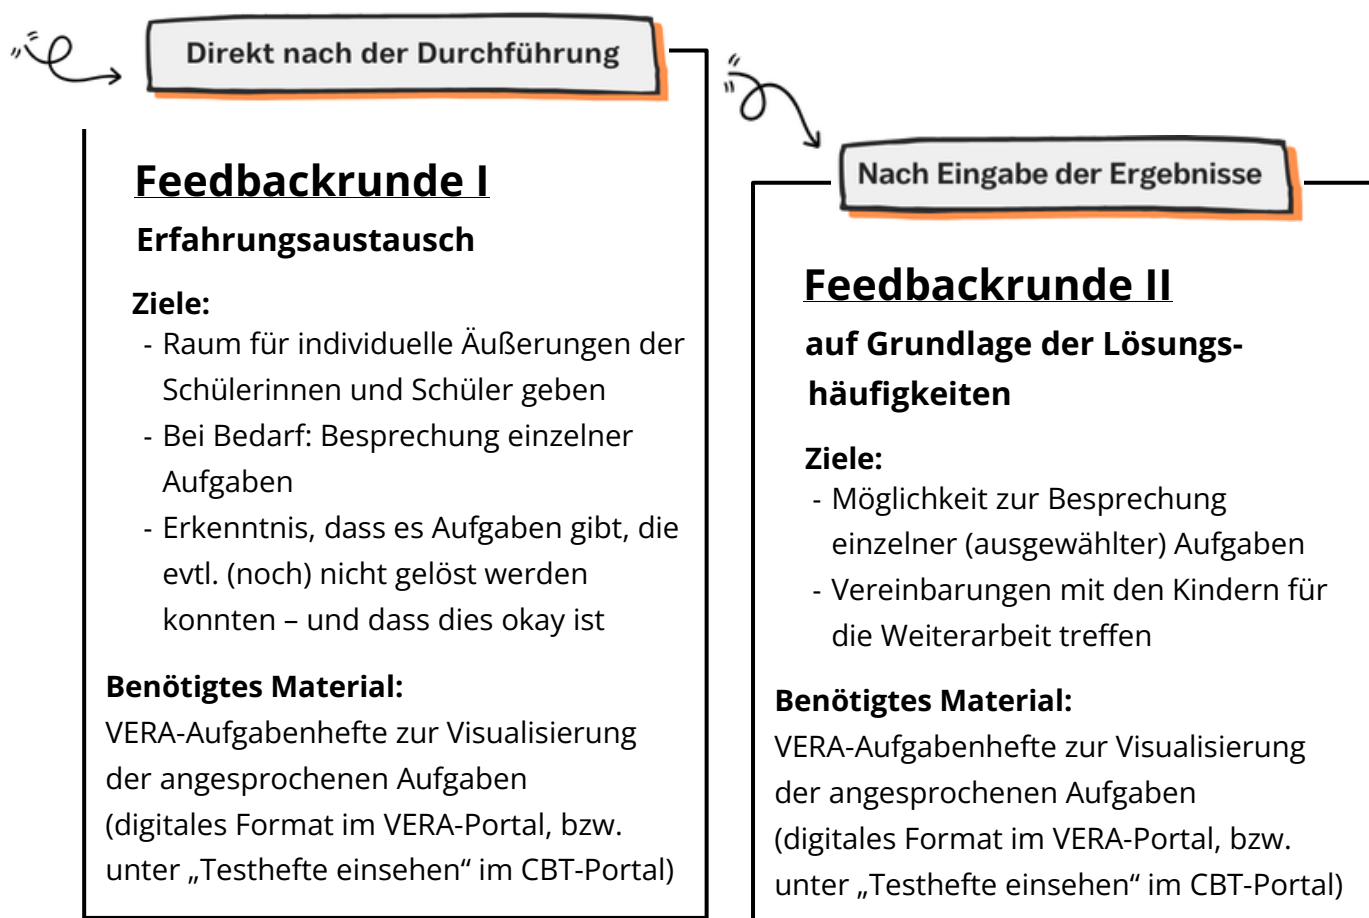 Direkt nach der Durchführung
Feedbackrunde I
Erfahrungsaustausch
Ziele:
- Raum für individuelle Äußerungen der
Schülerinnen und Schüler geben
- Bei Bedarf: Besprechung einzelner
Aufgaben
- Erkenntnis, dass es Aufgaben gibt, die
evtl. (noch) nicht gelöst werden
konnten – und dass dies okay ist
Benötigtes Material:
VERA-Aufgabenhefte zur Visualisierung
der angesprochenen Aufgaben
(digitales Format im VERA-Portal, bzw.
unter „Testhefte einsehen“ im CBT-Portal)
Nach Eingabe der Ergebnisse
Feedbackrunde II
auf Grundlage der Lösungs-
häufigkeiten
Ziele:
- Möglichkeit zur Besprechung
einzelner (ausgewählter) Aufgaben
- Vereinbarungen mit den Kindern für
die Weiterarbeit treffen
Benötigtes Material:
VERA-Aufgabenhefte zur Visualisierung
der angesprochenen Aufgaben
(digitales Format im VERA-Portal, bzw.
unter „Testhefte einsehen“ im CBT-Portal)